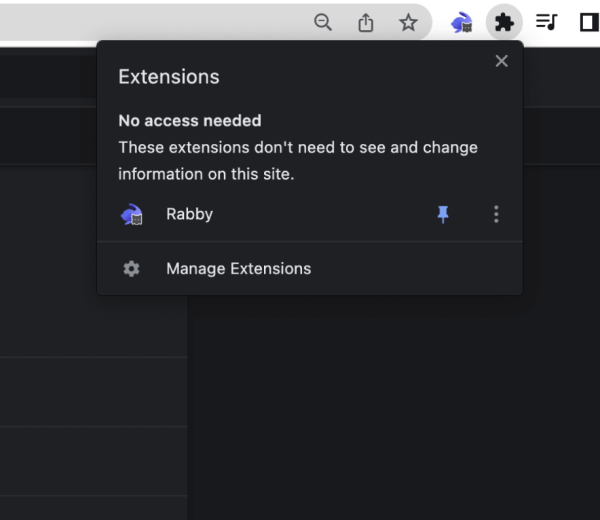 Extensions
No access needed
These extensions don't need to see and change
information on this site.
Rabby
Manage Extensions